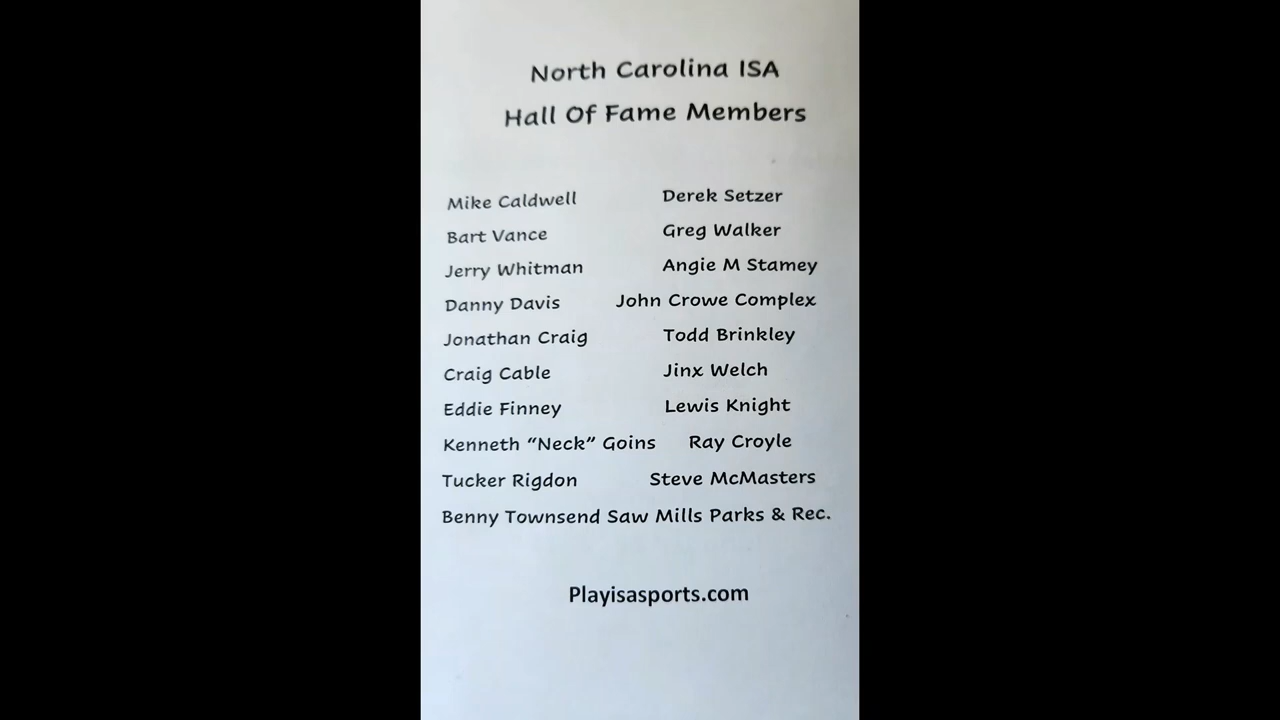 North Carolina ISA
Hall Of Fame Members
Mike Caldwell Derek Setzer
Bart Vance Greg Walker
Jerry Whitman Angie M Stamey
Danny Davis John Crowe Complex
Jonathan Craig Todd Brinkley
Craig Cable Jinx Welch
Eddie Finney Lewis Knight
Kenneth “Neck” Goins Ray Croyle
Tucker Rigdon Steve McMasters
Benny Townsend Saw Mills Parks & Rec.
Playisasports.com